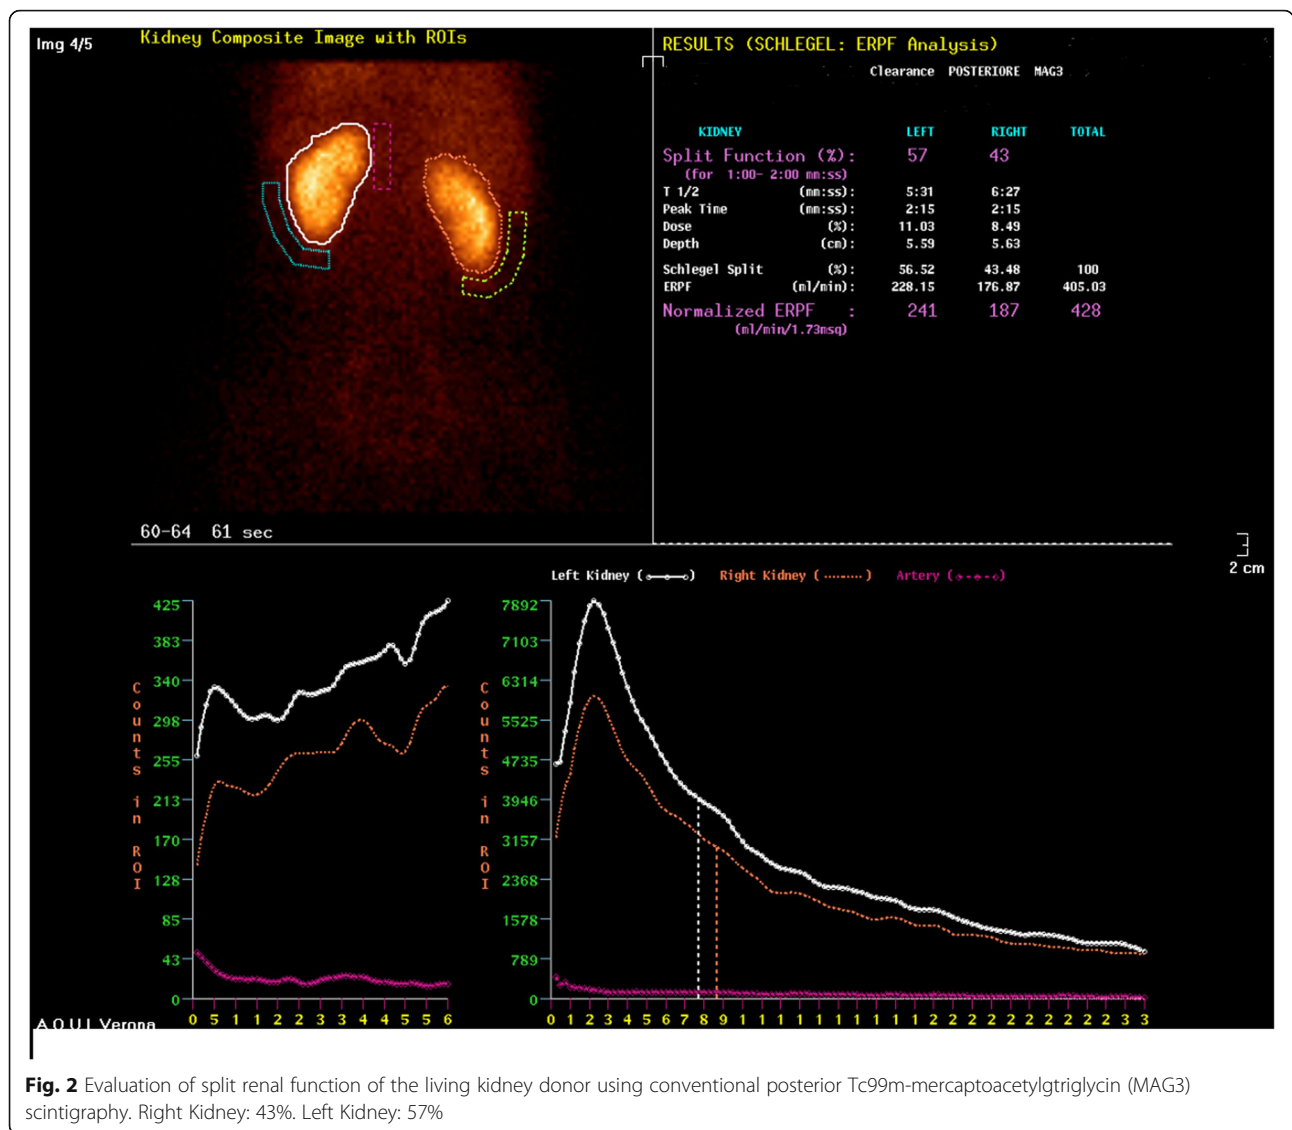 Img 4/5
Kidney Composite Image with ROIs
60-64 61 sec
RESULTS (SCHLEGEL: ERPF Analysis)
Clearance POSTERIORE MAG3
KIDNEY LEFT RIGHT TOTAL
Split Function (%): 57 43
(for 1:00- 2:00 mm:ss)
T 1/2 (mm:ss): 5:31 6:27
Peak Time (mm:ss): 2:15 2:15
Dose (%): 11.03 8.49
Depth (cm): 5.59 5.63
Schlegel Split (%): 56.52 43.48 100
ERPF (ml/min): 228.15 176.87 405.03
Normalized ERPF : 241 187 428
(ml/min/1.73msq)
2 cm
Left Kidney ( ) Right Kidney ( ) Artery ( )
Counts in ROI
425
383
340
298
255
213
170
128
85
43
0
0 5 1 1 2 2 3 3 4 4 5 5 6
Counts in ROI
7892
7103
6314
5525
4735
3946
3157
2368
1578
789
0
0 1 2 3 4 5 6 7 8 9 1 1 1 1 1 1 1 1 1 1 2 2 2 2 2 2 2 2 2 2 3 3
A.O.U.I. Verona
Fig. 2 Evaluation of split renal function of the living kidney donor using conventional posterior Tc99m-mercaptoacetylgtriglycin (MAG3)
scintigraphy. Right Kidney: 43%. Left Kidney: 57%